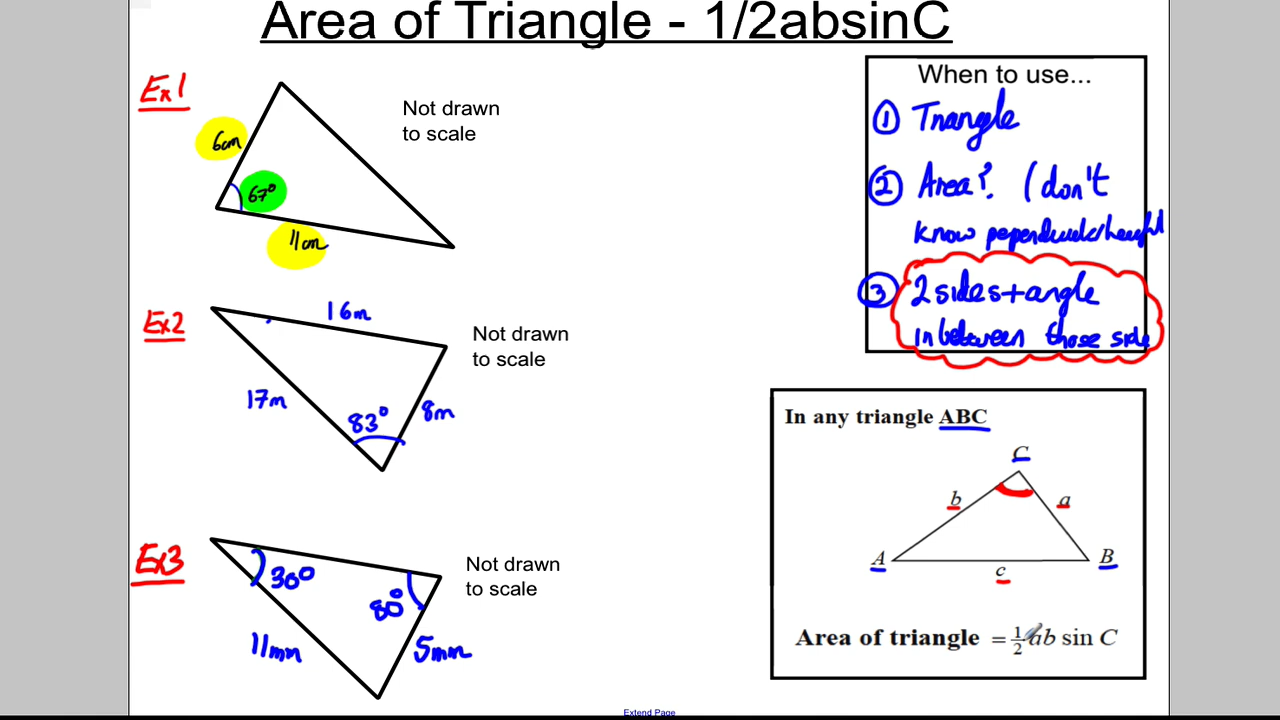 Area of Triangle - 1/2absinC
Ex1
6cm
67°
11cm
Not drawn
to scale
Ex2
16m
17m
83°
8m
Not drawn
to scale
Ex3
30°
80°
11mm
5mm
Not drawn
to scale
When to use...
① Triangle
② Area? (don't
know perpendicular height
③ 2 sides + angle
in between those side
In any triangle ABC
C
b a
A B
c
Area of triangle = 1/2 ab sin C
Extend Page